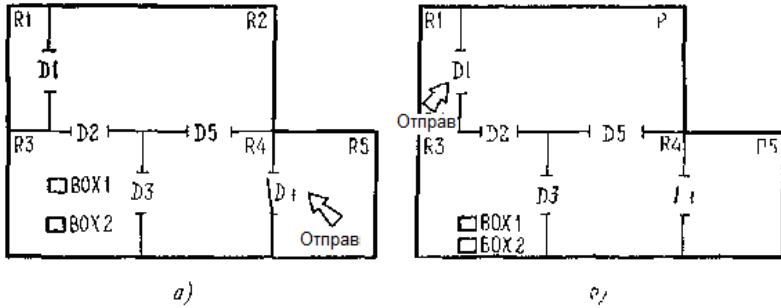 R1 R2
D1
R3 D2 D5 R4 R5
BOX1
D3
BOX2
Отправ
а)
R1
D1
Отправ
R3 D2 D5 R4
D3
BOX1
BOX2